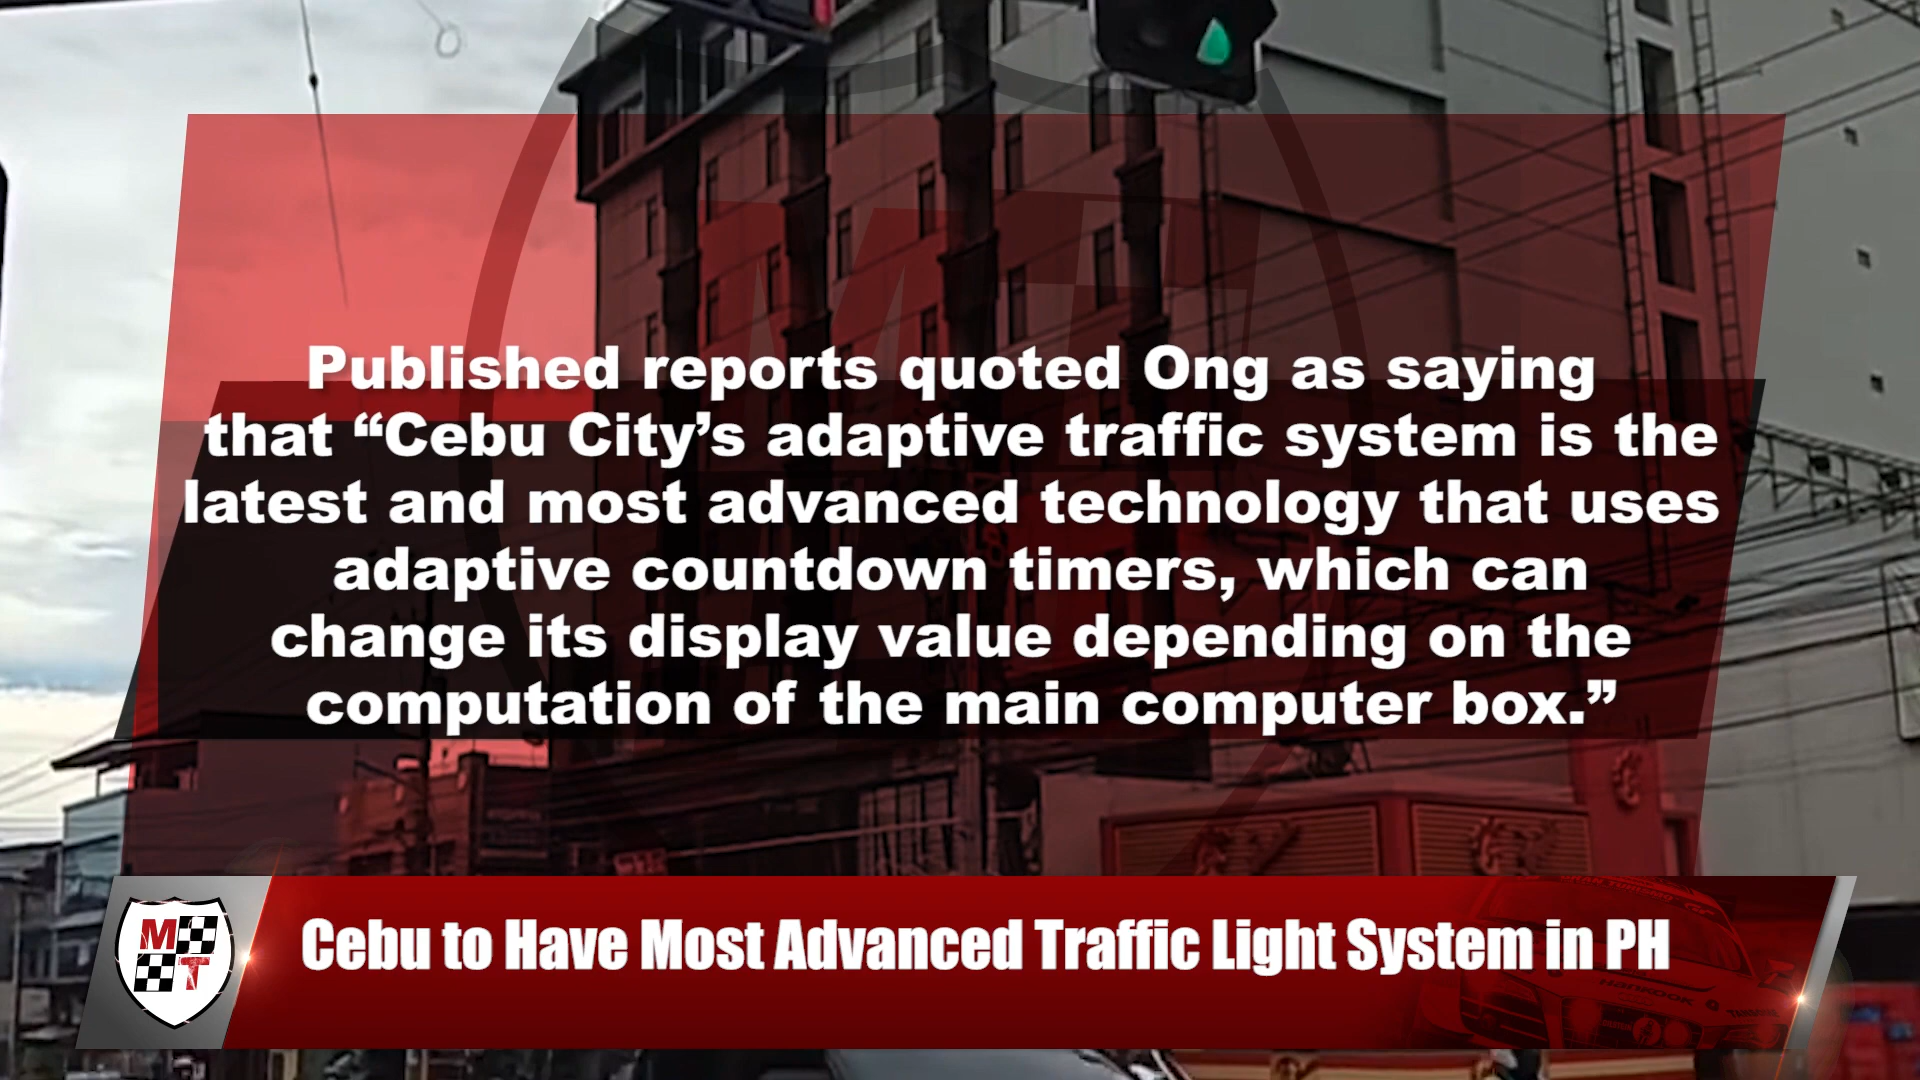 Published reports quoted Ong as saying
that “Cebu City’s adaptive traffic system is the
latest and most advanced technology that uses
adaptive countdown timers, which can
change its display value depending on the
computation of the main computer box.”
M
T
Cebu to Have Most Advanced Traffic Light System in PH
HANKOOK